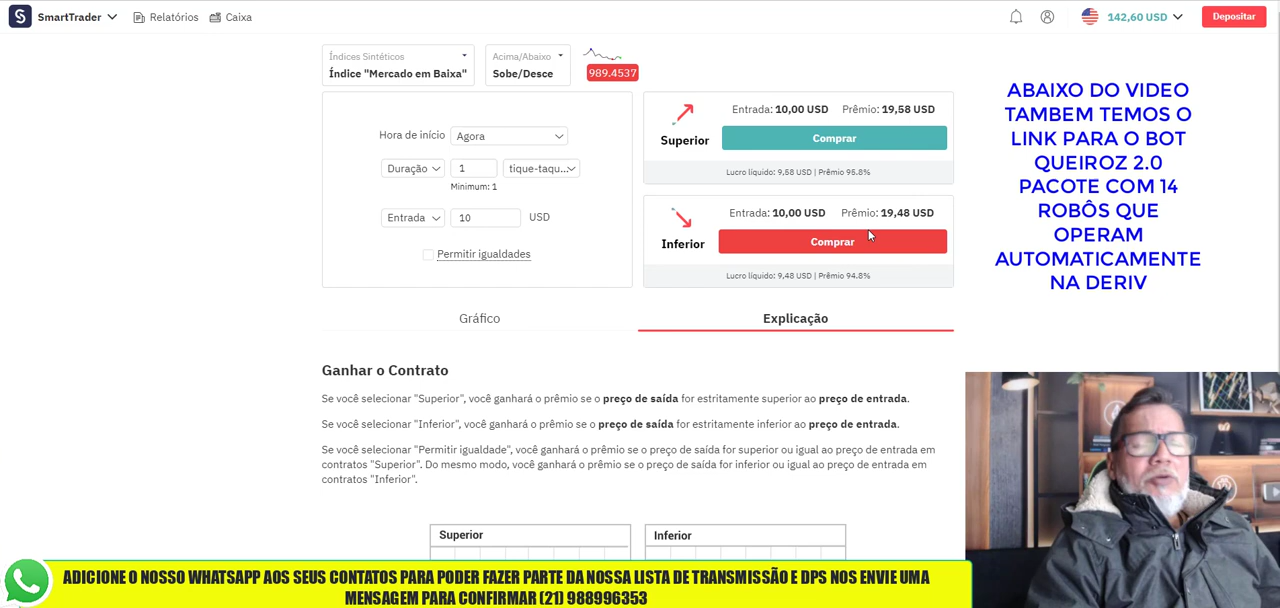 SmartTrader
Relatórios
Caixa
142,60 USD
Depositar
Índices Sintéticos
Índice "Mercado em Baixa"
Acima/Abaixo
Sobe/Desce
989.4537
Hora de início
Agora
Duração
1
tique-taqu...
Minimum: 1
Entrada
10
USD
Permitir igualdades
Entrada: 10,00 USD Prêmio: 19,58 USD
Superior
Comprar
Lucro líquido: 9,58 USD | Prêmio 95.8%
Entrada: 10,00 USD Prêmio: 19,48 USD
Inferior
Comprar
Lucro líquido: 9,48 USD | Prêmio 94.8%
ABAIXO DO VIDEO
TAMBEM TEMOS O
LINK PARA O BOT
QUEIROZ 2.0
PACOTE COM 14
ROBÔS QUE
OPERAM
AUTOMATICAMENTE
NA DERIV
Gráfico
Explicação
Ganhar o Contrato
Se você selecionar "Superior", você ganhará o prêmio se o preço de saída for estritamente superior ao preço de entrada.
Se você selecionar "Inferior", você ganhará o prêmio se o preço de saída for estritamente inferior ao preço de entrada.
Se você selecionar "Permitir igualdade", você ganhará o prêmio se o preço de saída for superior ou igual ao preço de entrada em
contratos "Superior". Do mesmo modo, você ganhará o prêmio se o preço de saída for inferior ou igual ao preço de entrada em
contratos "Inferior".
Superior
Inferior
ADICIONE O NOSSO WHATSAPP AOS SEUS CONTATOS PARA PODER FAZER PARTE DA NOSSA LISTA DE TRANSMISSÃO E DPS NOS ENVIE UMA
MENSAGEM PARA CONFIRMAR (21) 988996353